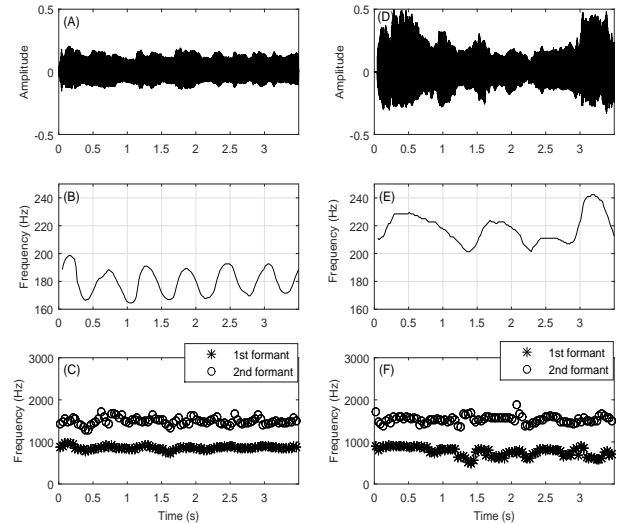 (A)
Amplitude
0.5
0
-0.5
0 0.5 1 1.5 2 2.5 3
(D)
Amplitude
0.5
0
-0.5
0 0.5 1 1.5 2 2.5 3
(B)
Frequency (Hz)
240
220
200
180
160
0 0.5 1 1.5 2 2.5 3
(E)
Frequency (Hz)
240
220
200
180
160
0 0.5 1 1.5 2 2.5 3
(C)
1st formant
2nd formant
Frequency (Hz)
3000
2000
1000
0
0 0.5 1 1.5 2 2.5 3
Time (s)
(F)
1st formant
2nd formant
Frequency (Hz)
3000
2000
1000
0
0 0.5 1 1.5 2 2.5 3
Time (s)